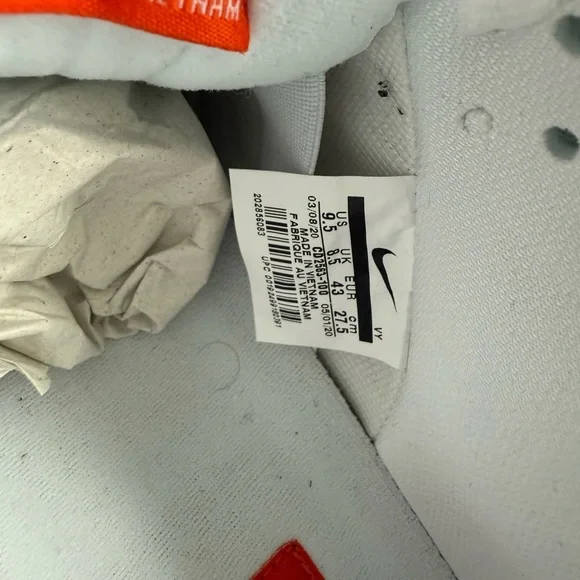 VY
US UK EUR cm
9.5 8.5 43 27.5
03/08/20 CD2563-100 05/01/20
MADE IN VIETNAM
FABRIQUE AU VIETNAM
202856083